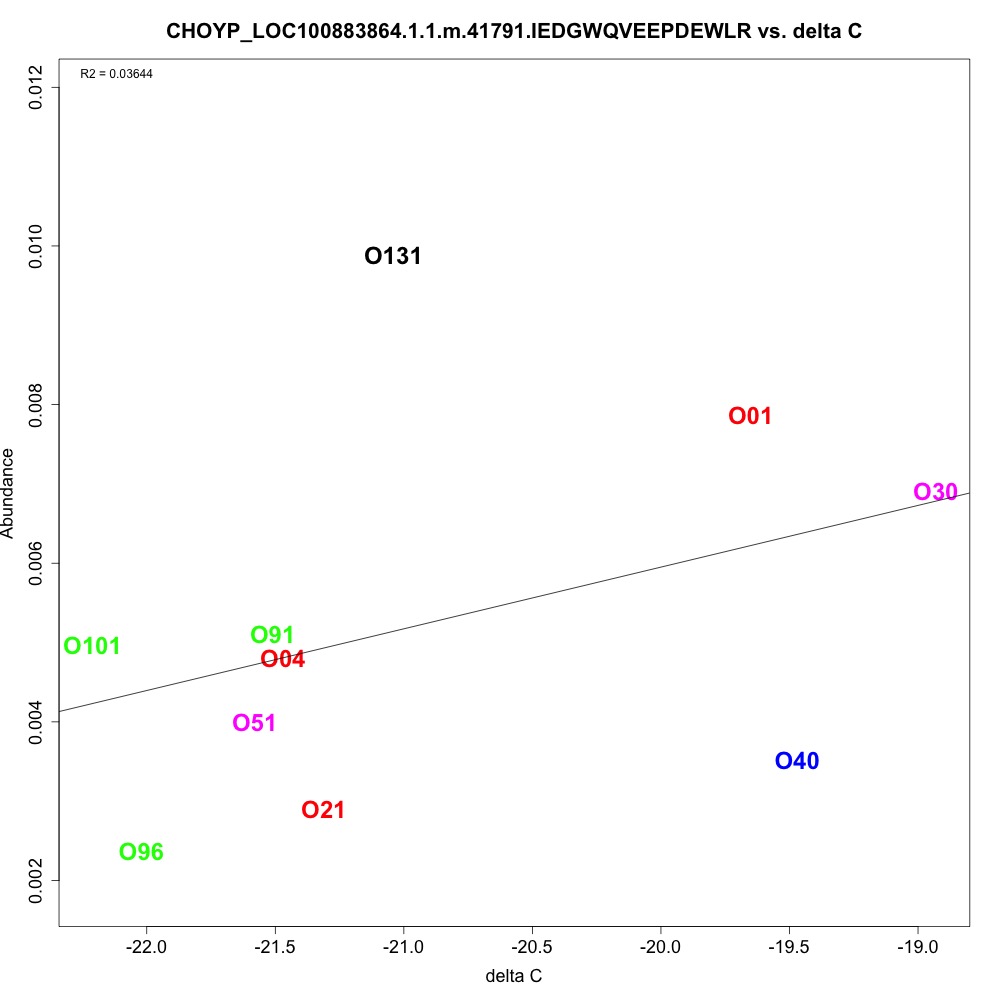 CHOYP_LOC100883864.1.1.m.41791.IEDGWQVEEPDEWLR vs. delta C
R2 = 0.03644
0.012
0.010
0.008
0.006
0.004
0.002
Abundance
O131
O01
O30
O91
O101
O04
O51
O40
O21
O96
-22.0 -21.5 -21.0 -20.5 -20.0 -19.5 -19.0
delta C